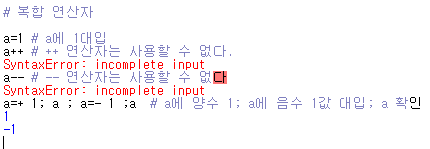 # 복합 연산자
a=1 # a에 1대입
a++ # ++ 연산자는 사용할 수 없다.
SyntaxError: incomplete input
a-- # -- 연산자는 사용할 수 없다
SyntaxError: incomplete input
a=+ 1; a ; a=- 1 ;a # a에 양수 1; a에 음수 1값 대입; a 확인
1
-1